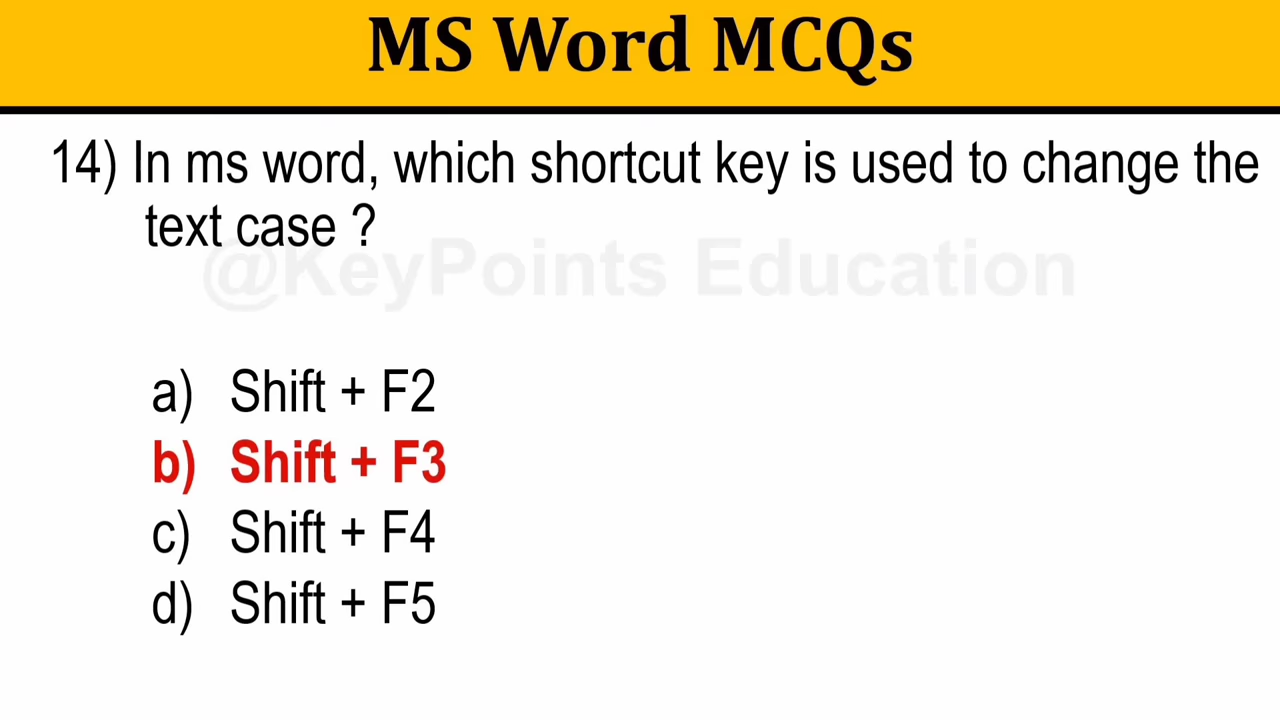 MS Word MCQs
14) In ms word, which shortcut key is used to change the
text case ?
@KeyPoints Education
a) Shift + F2
b) Shift + F3
c) Shift + F4
d) Shift + F5